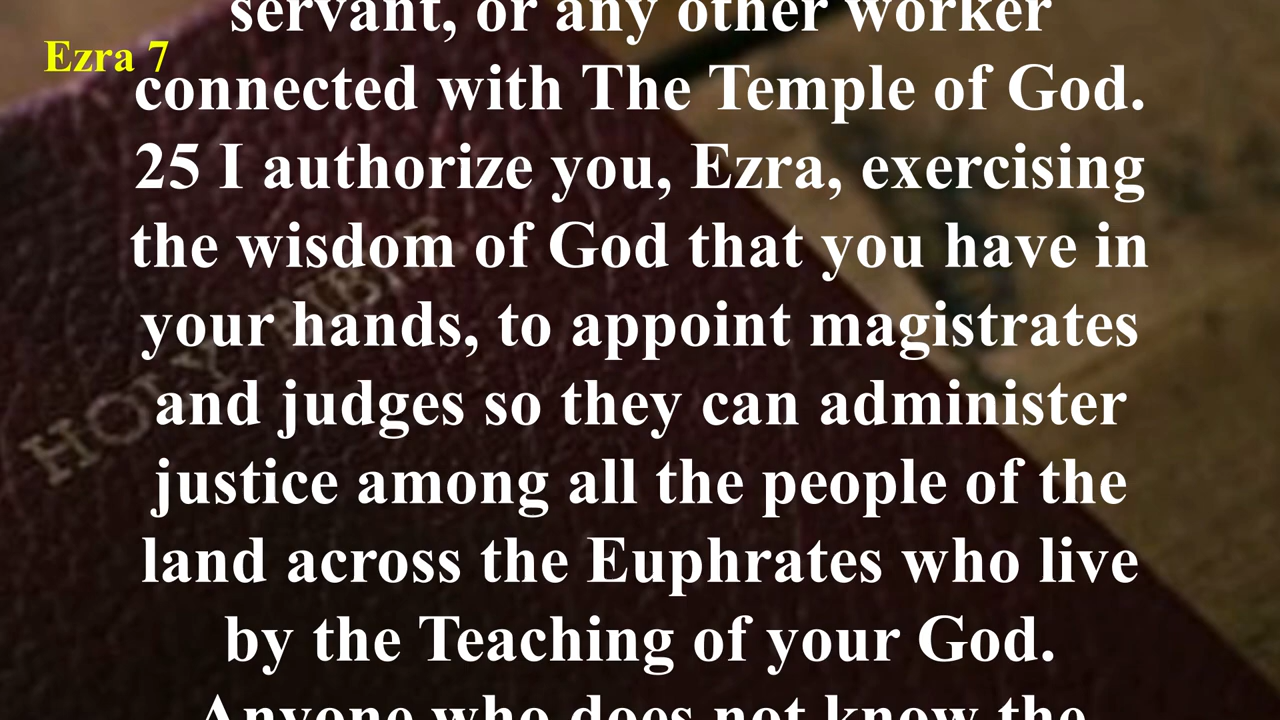 servant, or any other worker
Ezra 7
connected with The Temple of God.
25 I authorize you, Ezra, exercising
the wisdom of God that you have in
your hands, to appoint magistrates
and judges so they can administer
justice among all the people of the
land across the Euphrates who live
by the Teaching of your God.
Anyone who does not know the
HOLY BIBLE